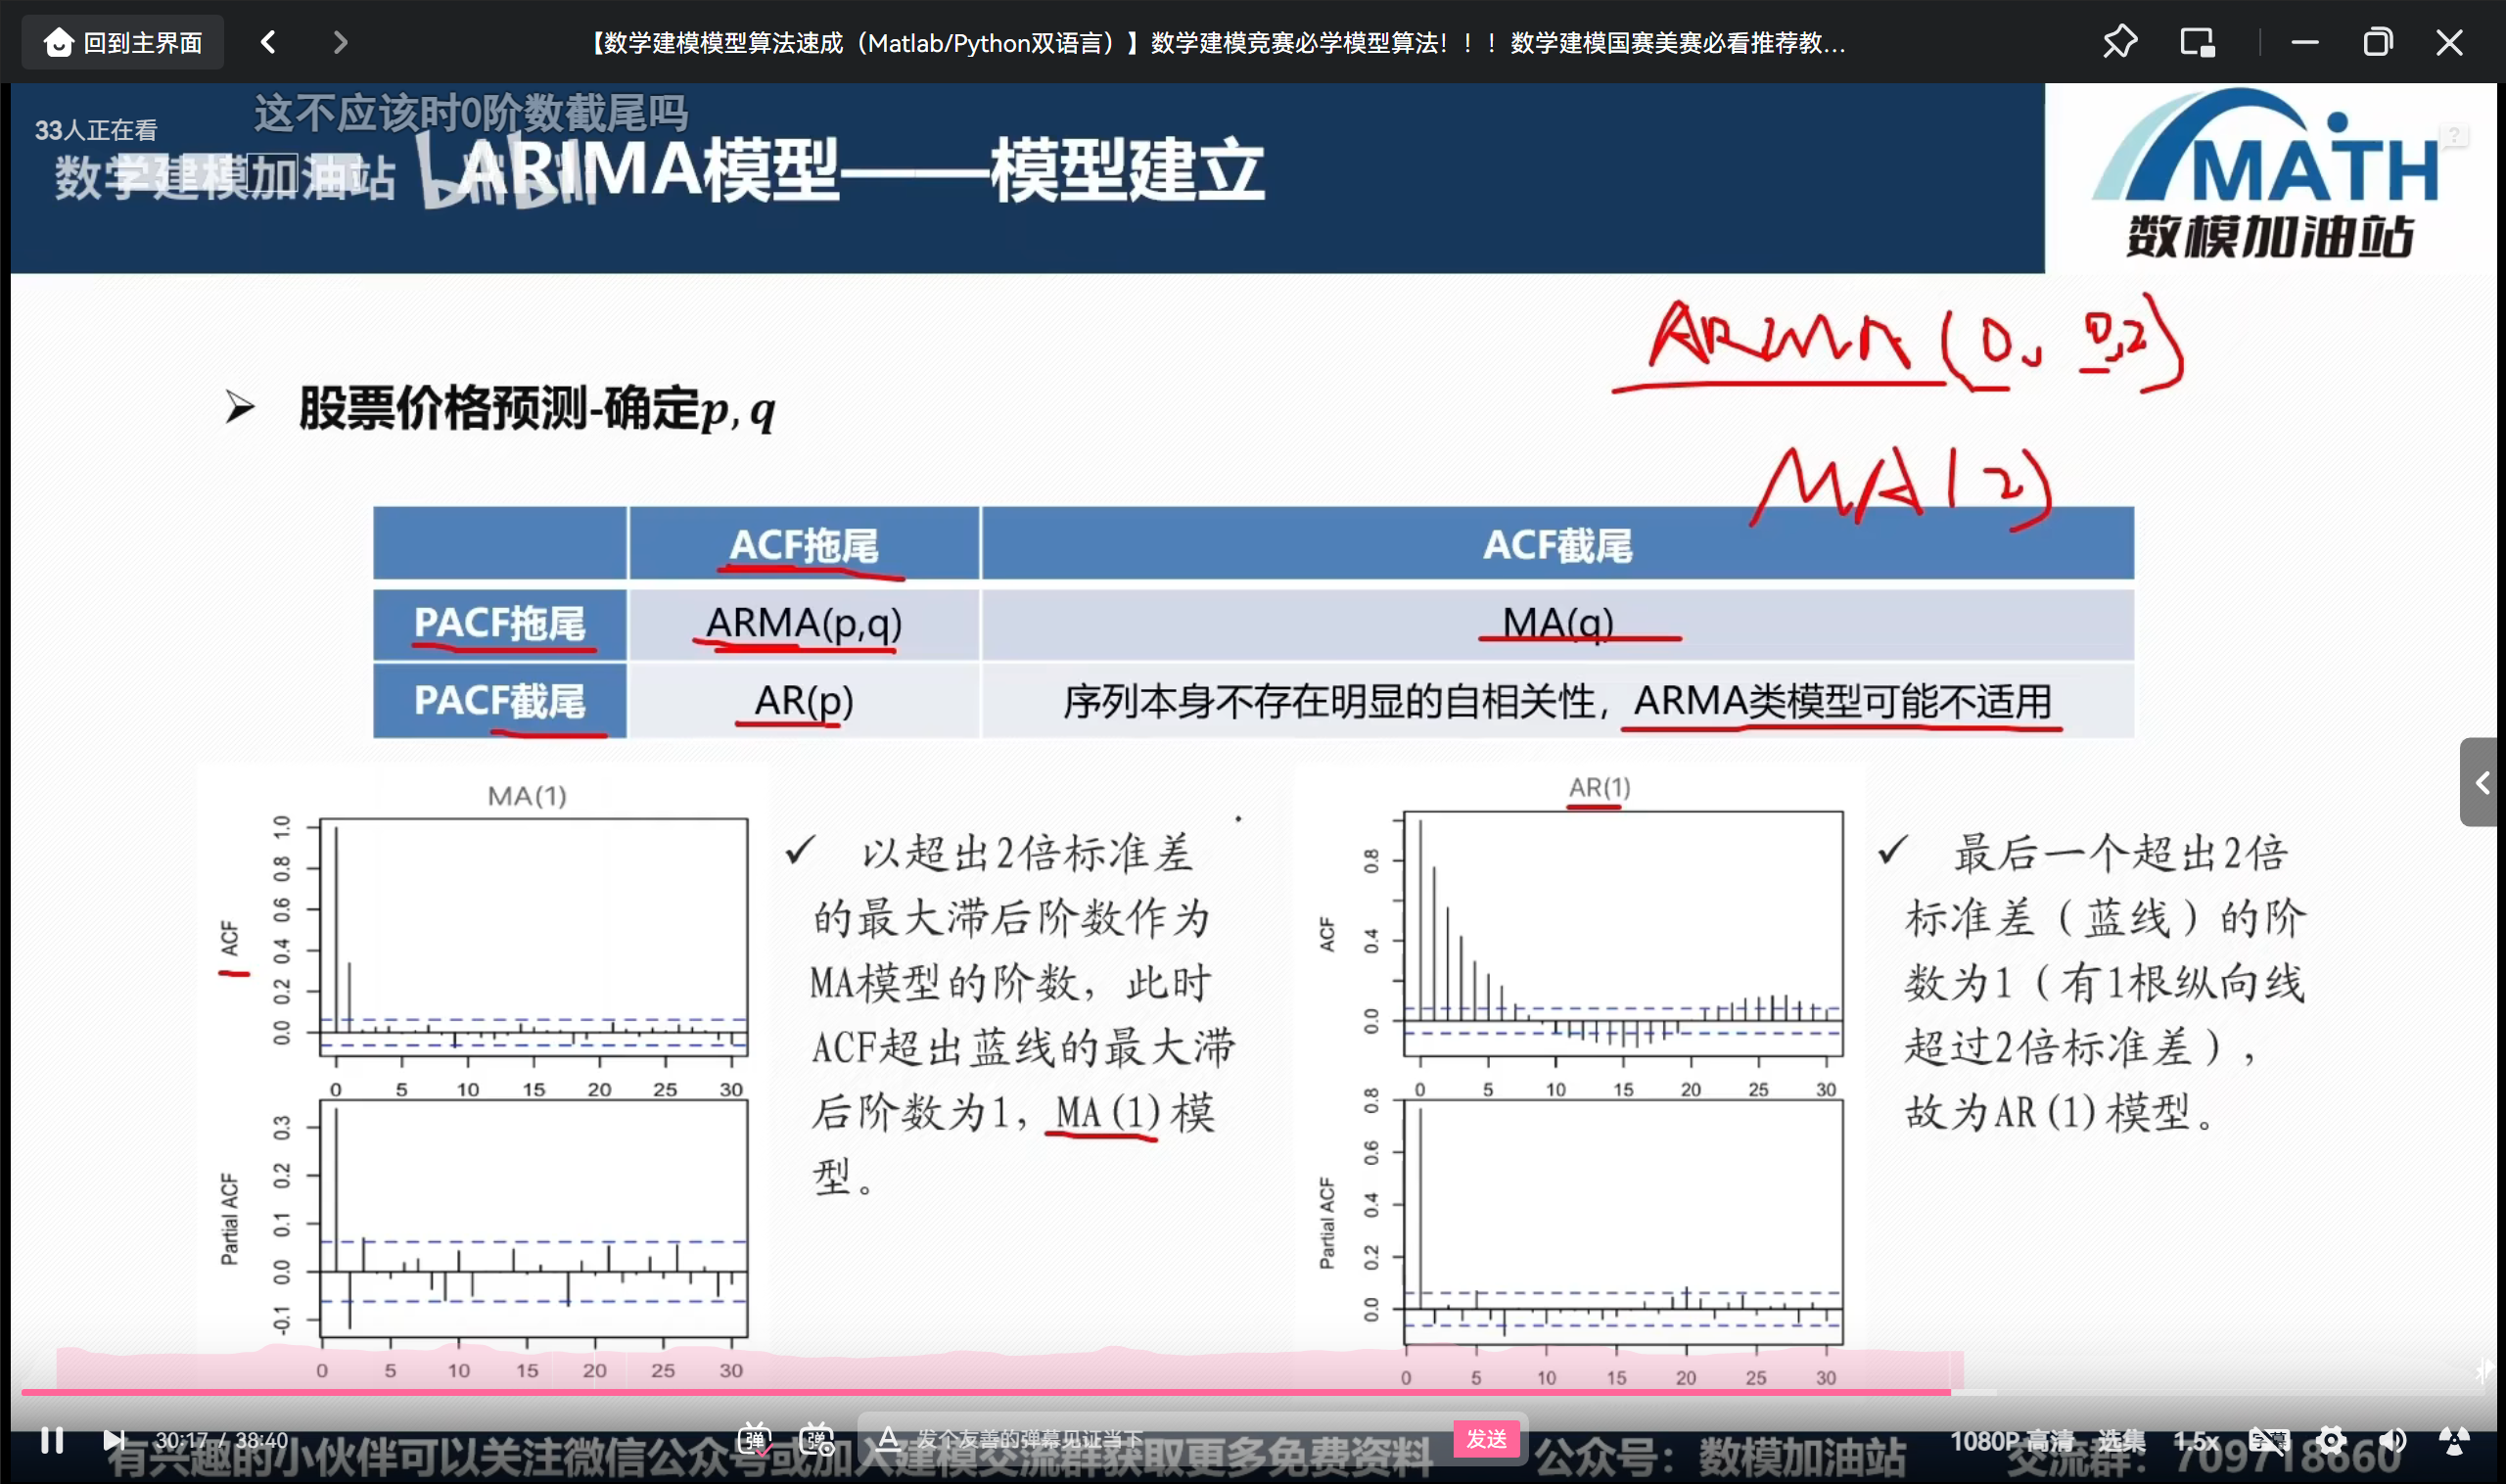 回到主界面
【数学建模模型算法速成（Matlab/Python双语言）】数学建模竞赛必学模型算法！！！数学建模国赛美赛必看推荐教...
33人正在看
这不应该时0阶数截尾吗
数学建模加油站 bilibili
ARIMA模型——模型建立
MATH
数模加油站
ARIMA(0,0,2)
➢ 股票价格预测-确定p,q
MA(2)
ACF拖尾 ACF截尾
PACF拖尾 ARMA(p,q) MA(q)
PACF截尾 AR(p) 序列本身不存在明显的自相关性，ARMA类模型可能不适用
MA(1)
ACF
1.0
0.8
0.6
0.4
0.2
0.0
0 5 10 15 20 25 30
Partial ACF
0.3
0.2
0.1
0.0
-0.1
0 5 10 15 20 25 30
✓ 以超出2倍标准差
的最大滞后阶数作为
MA模型的阶数，此时
ACF超出蓝线的最大滞
后阶数为1，MA(1)模
型。
AR(1)
ACF
0.8
0.4
0.0
0 5 10 15 20 25 30
Partial ACF
0.8
0.6
0.4
0.2
0.0
0 5 10 15 20 25 30
✓ 最后一个超出2倍
标准差（蓝线）的阶
数为1（有1根纵向线
超过2倍标准差），
故为AR(1)模型。
30:17 / 38:40
弹 弹
发个友善的弹幕见证当下
发送
1080P 高清 选集 1.5x 字幕
有兴趣的小伙伴可以关注微信公众号或加入建模交流群获取更多免费资料 公众号：数模加油站 交流群：709718660